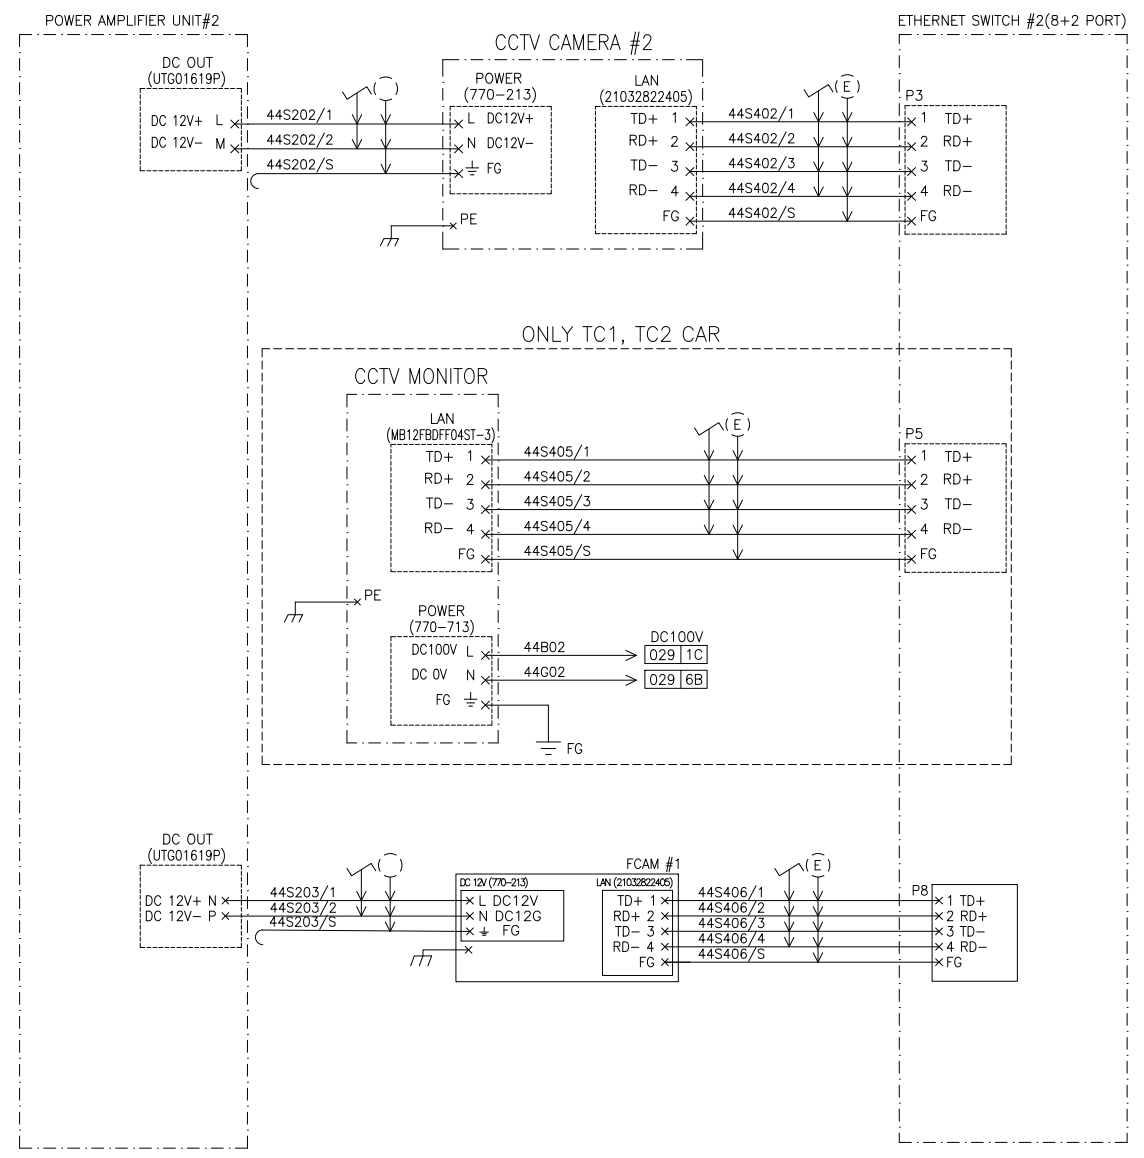 POWER AMPLIFIER UNIT#2
ETHERNET SWITCH #2(8+2 PORT)
CCTV CAMERA #2
DC OUT
(UTG01619P)
DC 12V+ L
DC 12V- M
44S202/1
44S202/2
44S202/S
( )
POWER
(770-213)
L DC12V+
N DC12V-
FG
PE
LAN
(21032822405)
TD+ 1
RD+ 2
TD- 3
RD- 4
FG
44S402/1
44S402/2
44S402/3
44S402/4
44S402/S
(E)
P3
1 TD+
2 RD+
3 TD-
4 RD-
FG
ONLY TC1, TC2 CAR
CCTV MONITOR
LAN
(MB12FBDFF04ST-3)
TD+ 1
RD+ 2
TD- 3
RD- 4
FG
44S405/1
44S405/2
44S405/3
44S405/4
44S405/S
(E)
P5
1 TD+
2 RD+
3 TD-
4 RD-
FG
PE
POWER
(770-713)
DC100V L
DC 0V N
FG
44B02
44G02
DC100V
029 1C
029 6B
FG
DC OUT
(UTG01619P)
DC 12V+ N
DC 12V- P
44S203/1
44S203/2
44S203/S
( )
FCAM #1
DC 12V (770-213)
L DC12V
N DC12G
FG
LAN (21032822405)
TD+ 1
RD+ 2
TD- 3
RD- 4
FG
44S406/1
44S406/2
44S406/3
44S406/4
44S406/S
(E)
P8
1 TD+
2 RD+
3 TD-
4 RD-
FG